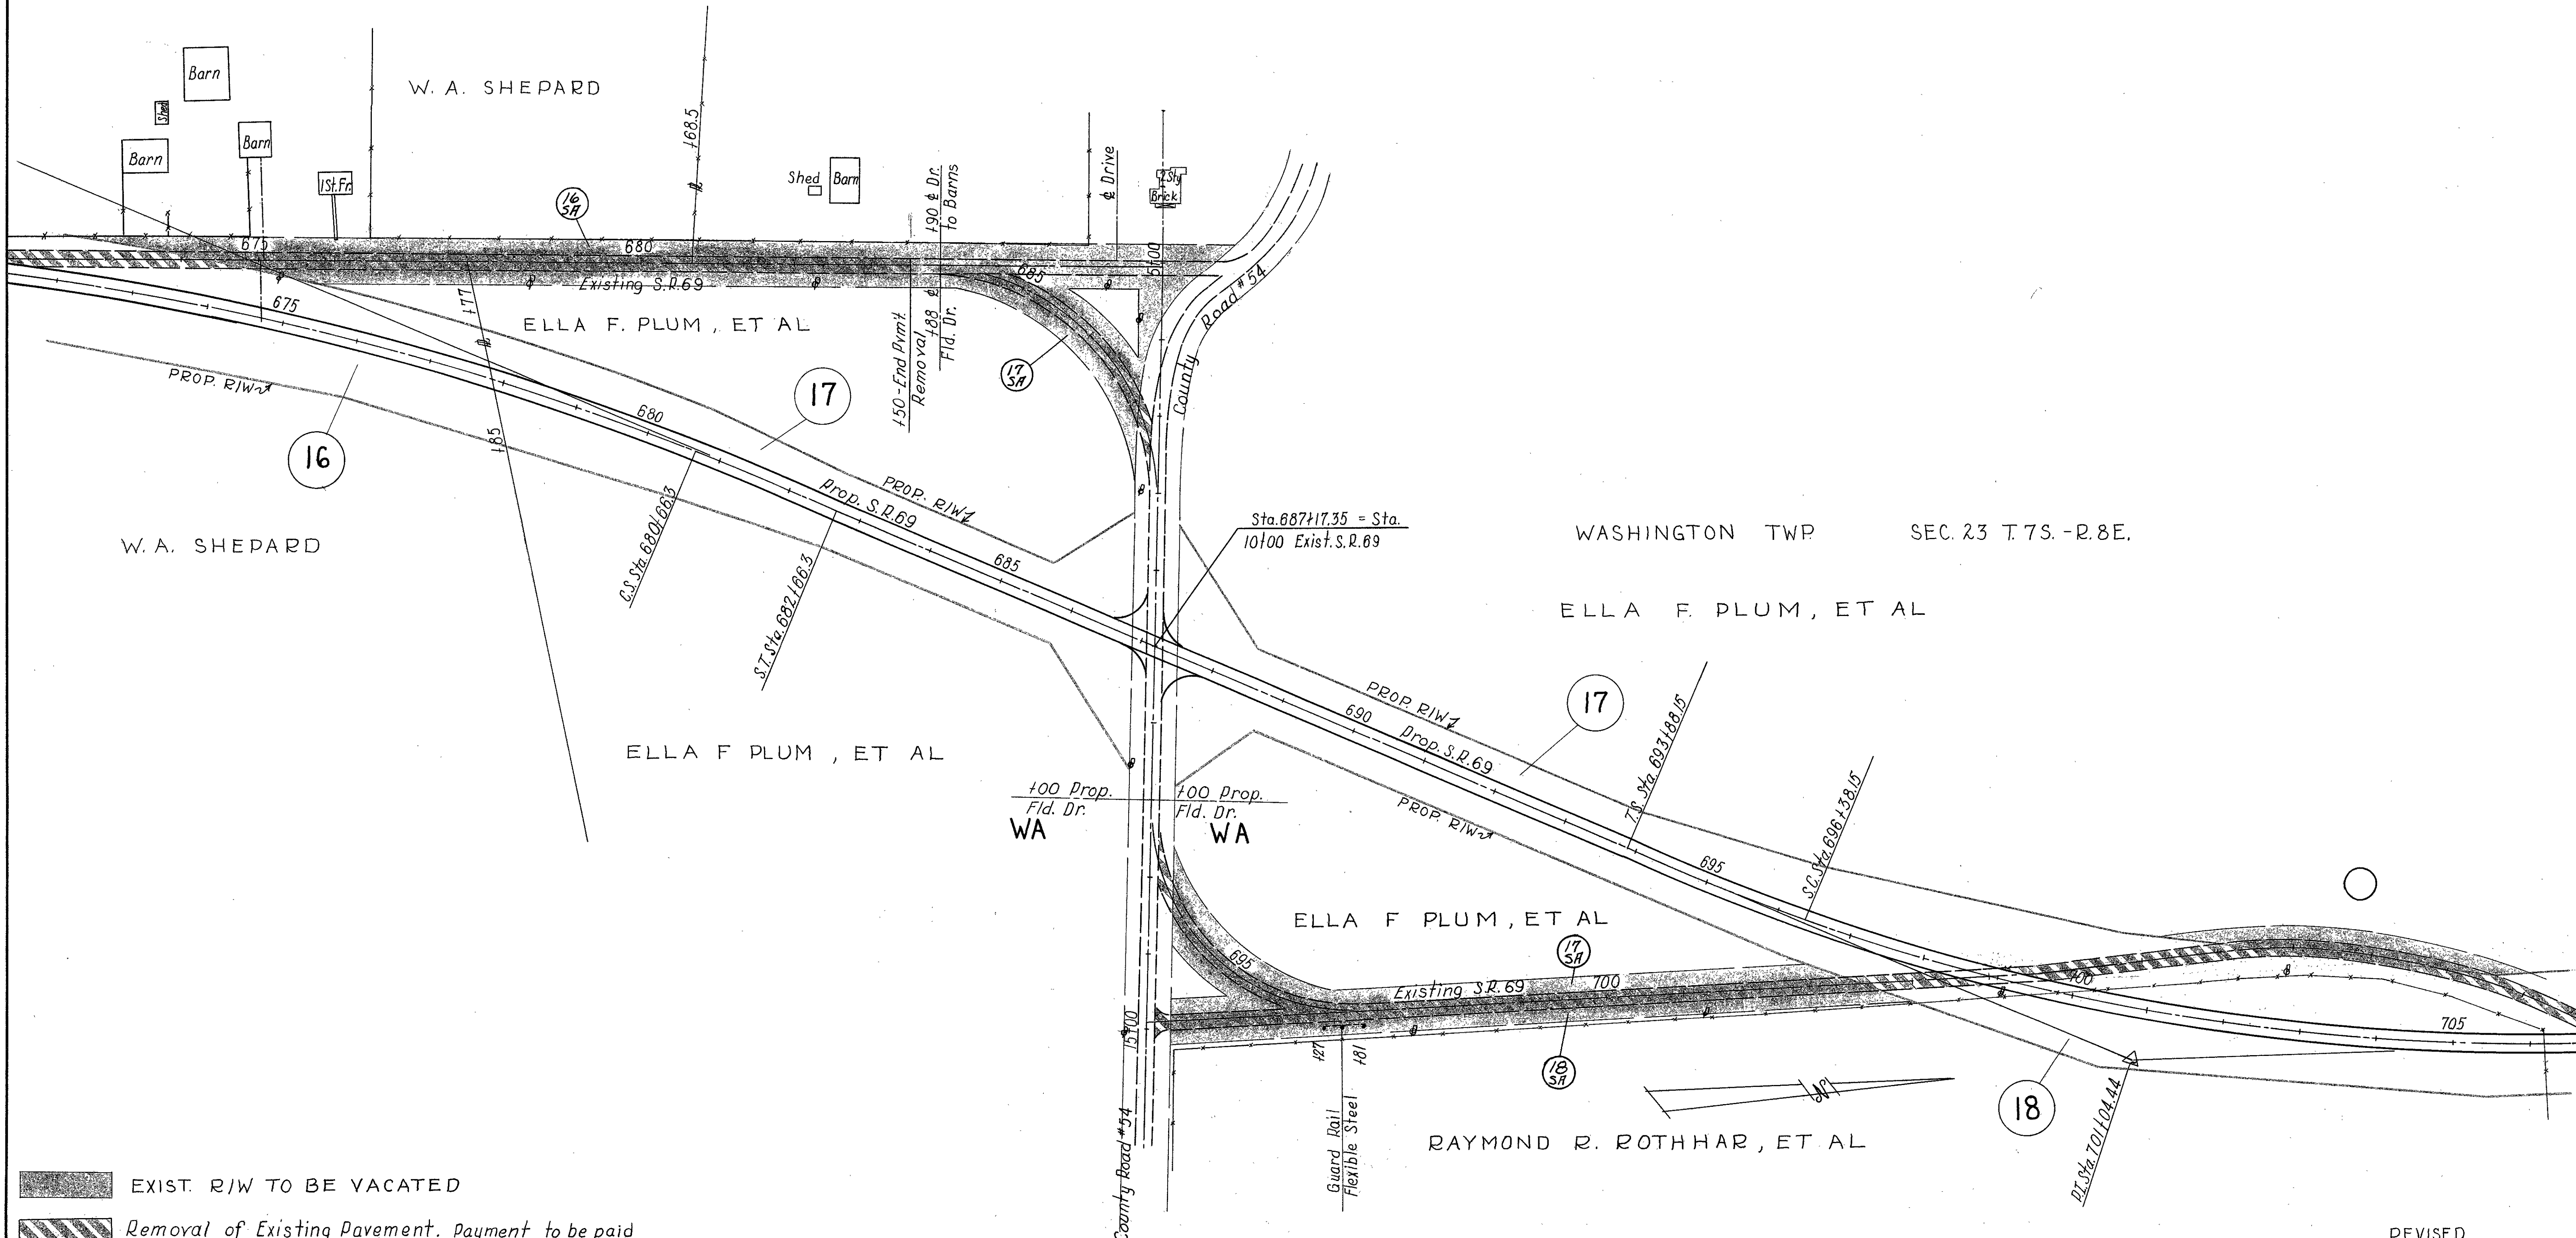 Barn
W. A. SHEPARD
Shed
Barn
Barn
1St.Fr.
+68.5
Shed
Barn
+90 ₵ Dr.
to Barns
₵ Drive
2Sty
Brick
16
SA
675
680
685
5+00
Existing S.R.69
County Road #54
675
+77
ELLA F. PLUM, ET AL
+50-End Pvm't.
Removal
+88 ₵
Fld. Dr.
17
SA
PROP. R/W
17
16
680
+85
PROP. R/W
Prop. S.R.69
C.S. Sta. 680+66.3
S.T. Sta. 682+66.3
685
Sta.687+17.35 = Sta.
10+00 Exist. S.R.69
WASHINGTON TWP. SEC. 23 T. 7S. - R. 8E.
W. A. SHEPARD
ELLA F. PLUM, ET AL
ELLA F PLUM, ET AL
PROP. R/W
690
Prop. S.R.69
17
PROP. R/W
T.S. Sta. 693+88.15
S.C. Sta. 696+38.15
695
+00 Prop.
Fld. Dr.
WA
+00 Prop.
Fld. Dr.
WA
ELLA F PLUM, ET AL
17
SA
695
Existing S.R.69
700
700
705
15+00
+27
+81
18
SA
Guard Rail
Flexible Steel
N
18
P.I. Sta. 701+04.44
RAYMOND R. ROTHHAR, ET AL
County Road #54
EXIST. R/W TO BE VACATED
Removal of Existing Pavement. Payment to be paid
REVISED